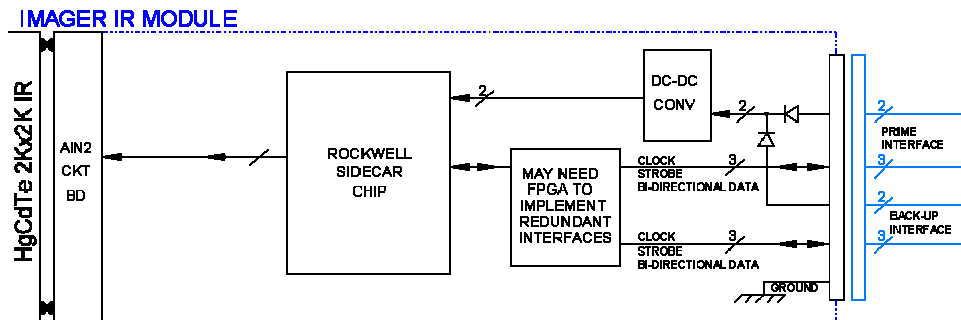 IMAGER IR MODULE
HgCdTe 2Kx2K IR
AIN2
CKT
BD
ROCKWELL
SIDECAR
CHIP
2
DC-DC
CONV
2
MAY NEED
FPGA TO
IMPLEMENT
REDUNDANT
INTERFACES
CLOCK
STROBE
BI-DIRECTIONAL DATA
3
CLOCK
STROBE
BI-DIRECTIONAL DATA
3
GROUND
2
PRIME
INTERFACE
3
2
BACK-UP
INTERFACE
3